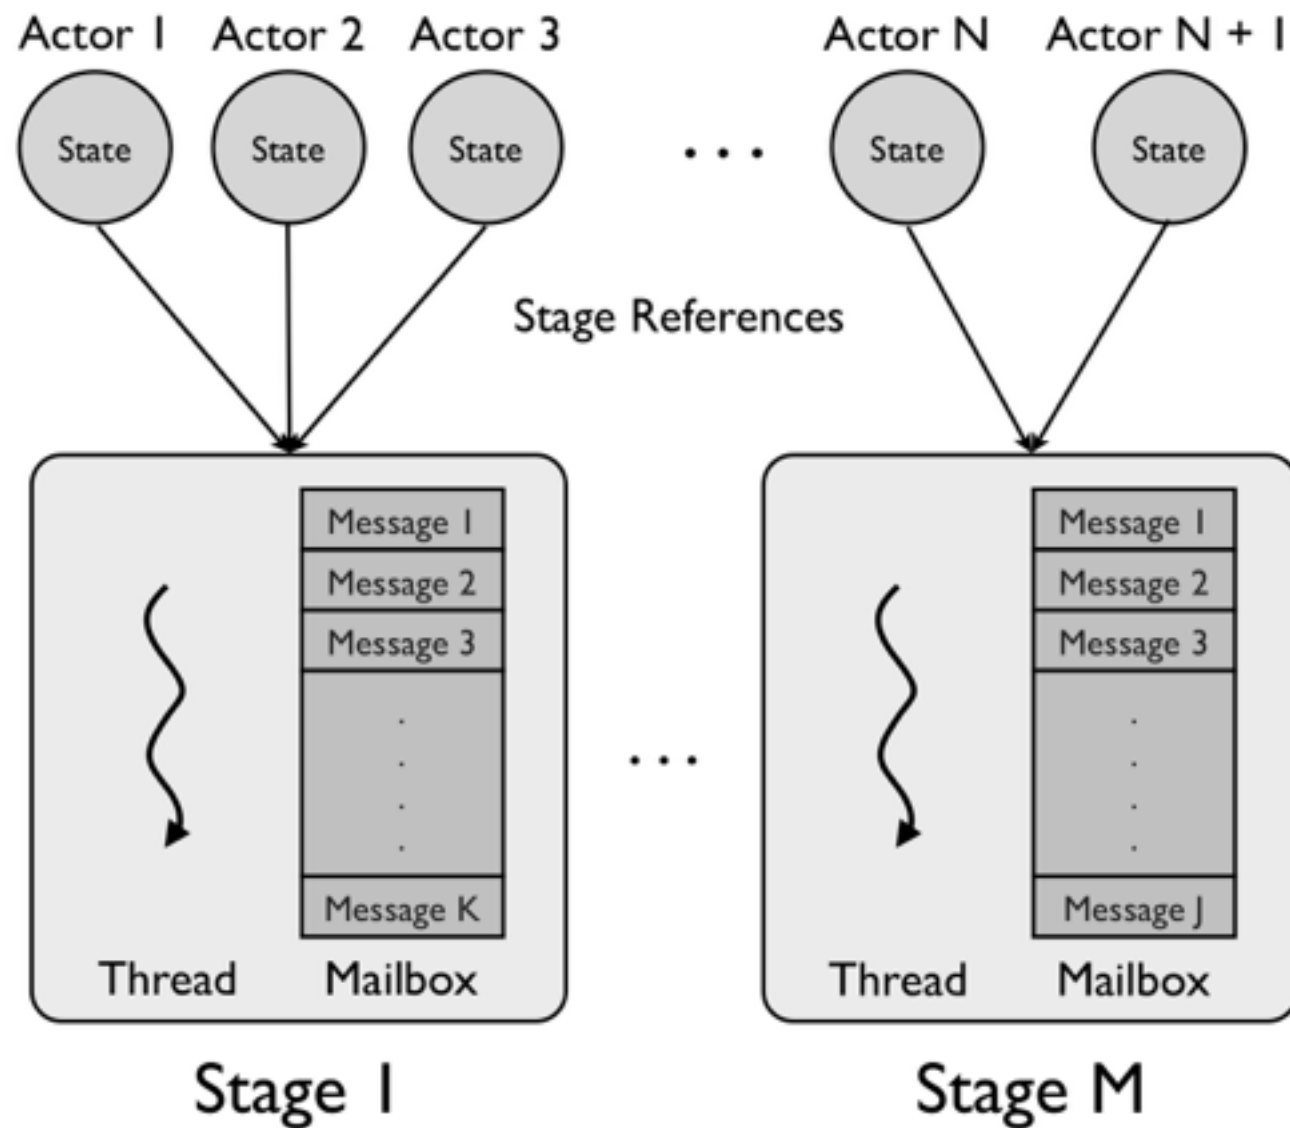 Actor 1 Actor 2 Actor 3 Actor N Actor N + 1
State State State . . . State State
Stage References
Message 1 Message 1
Message 2 Message 2
Message 3 Message 3
. . .
Message K Message J
Thread Mailbox Thread Mailbox
Stage 1 Stage M